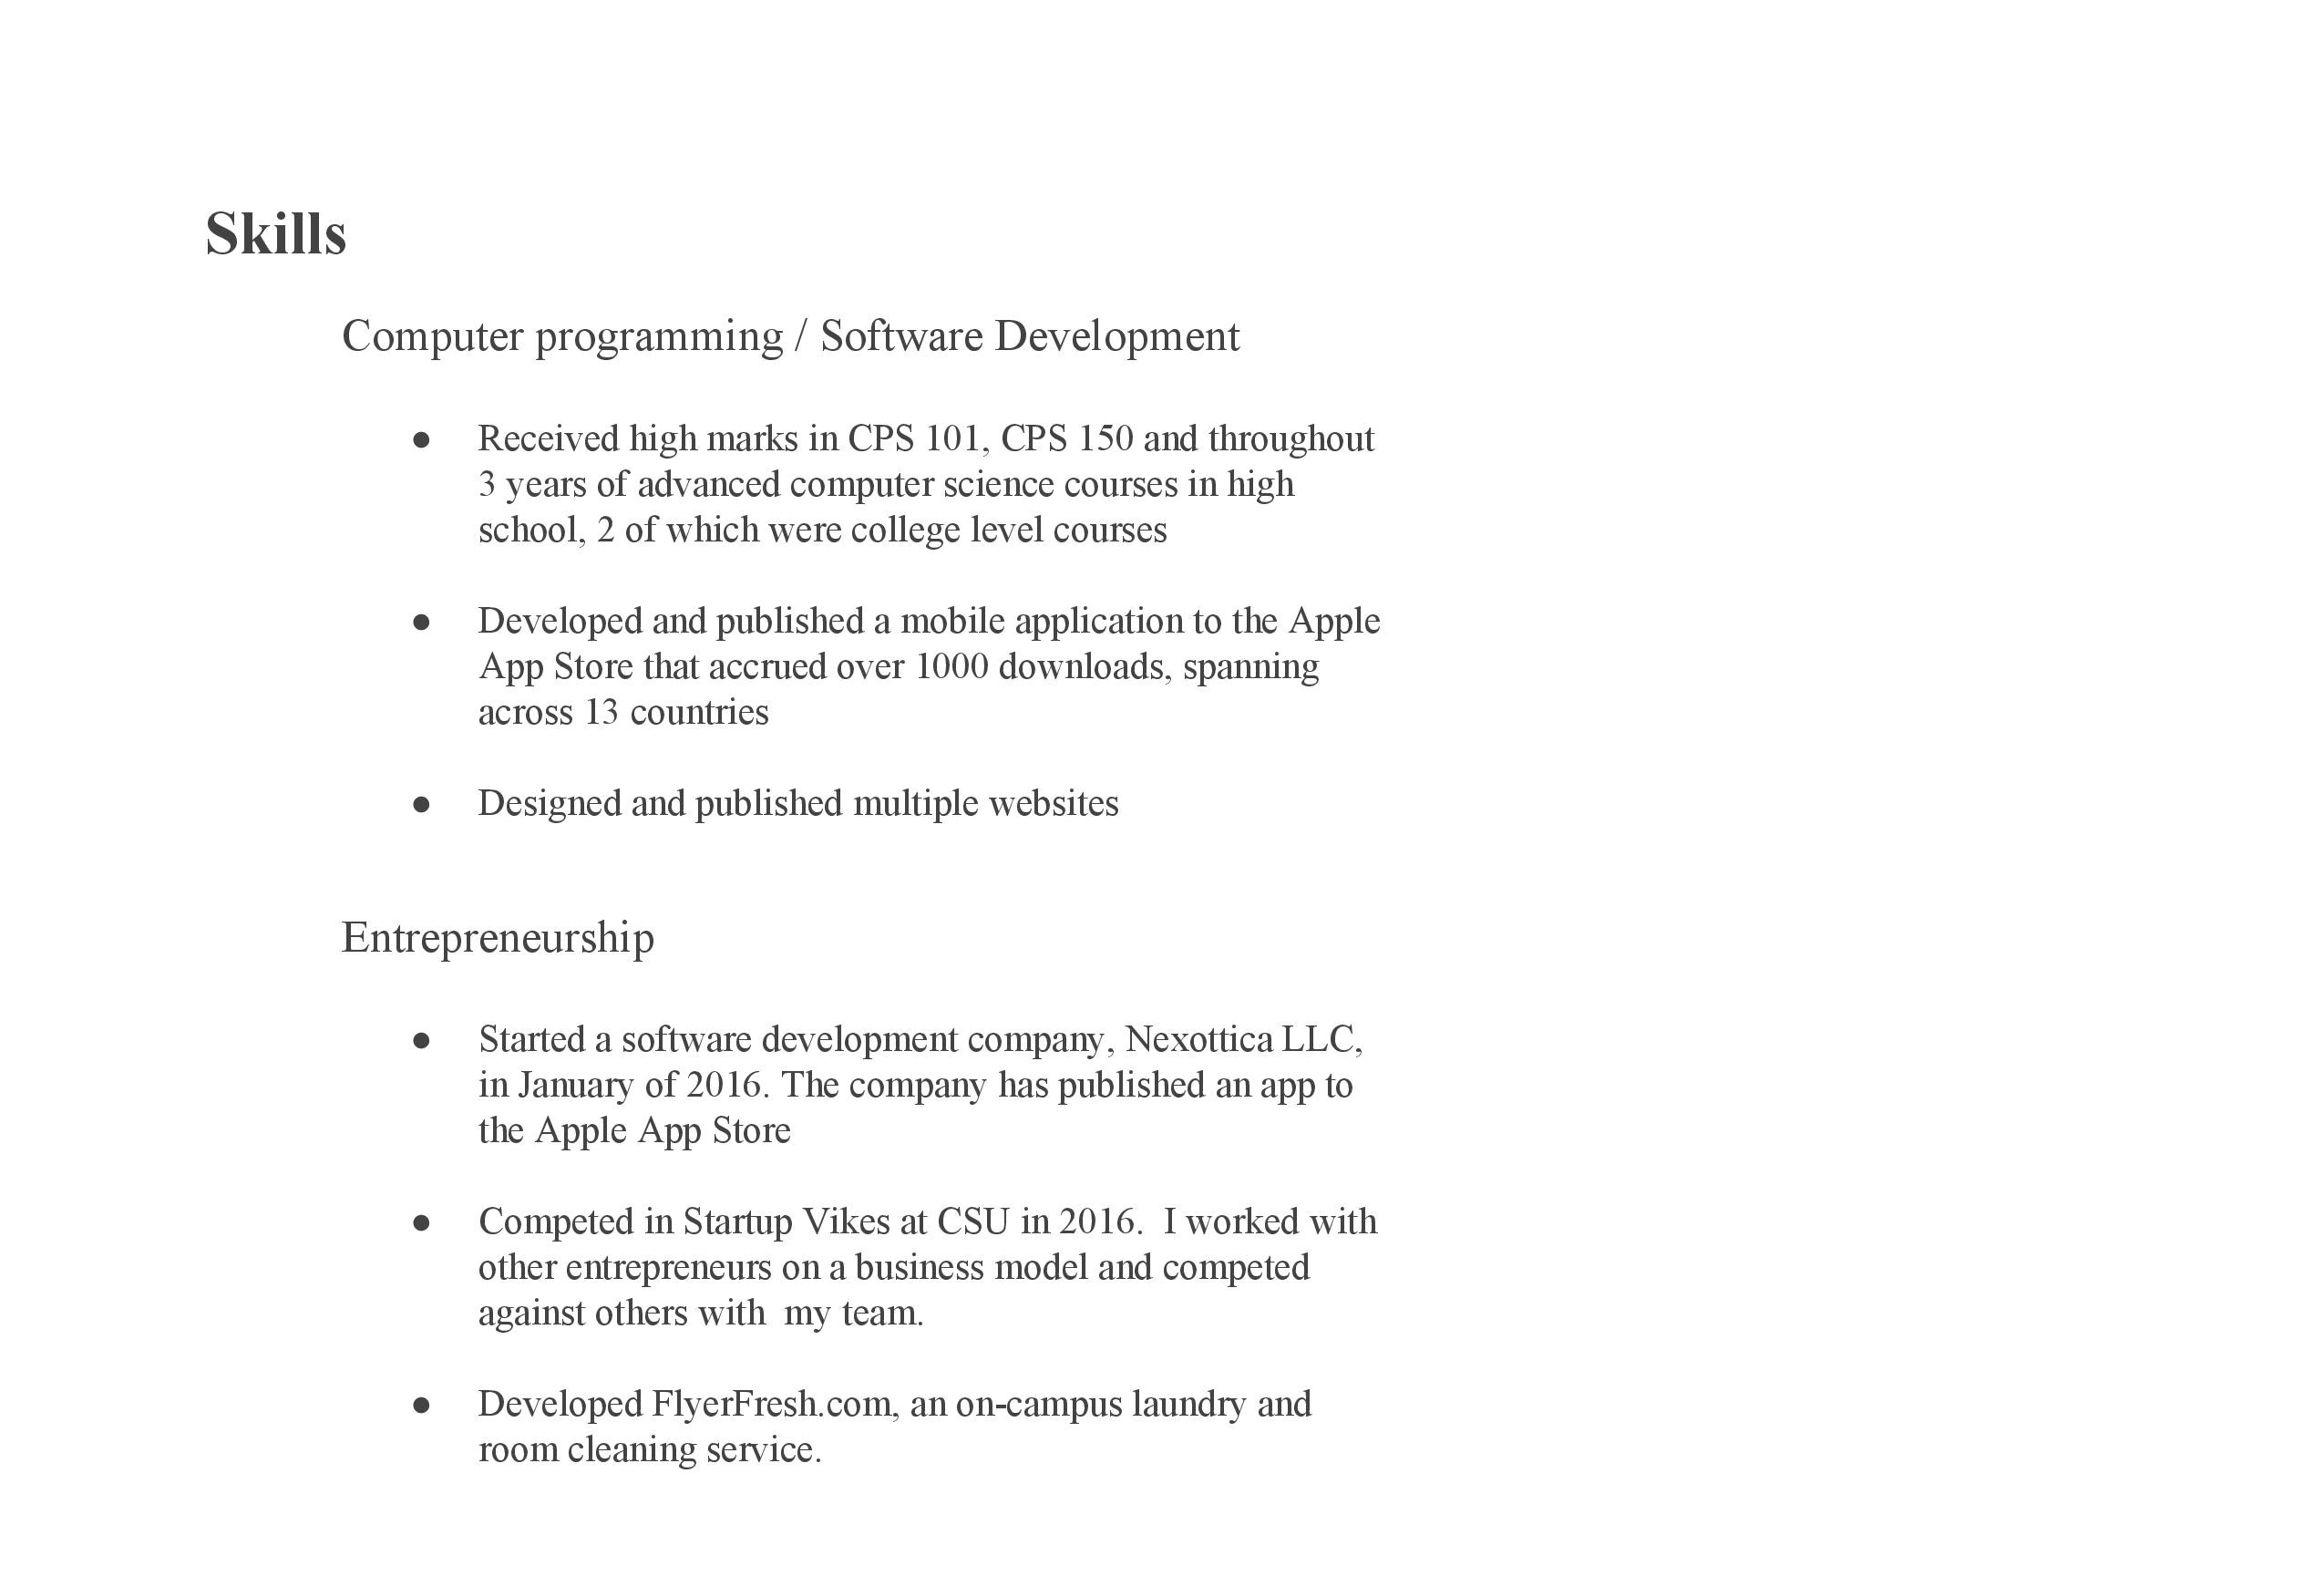 Skills
Computer programming / Software Development
● Received high marks in CPS 101, CPS 150 and throughout
3 years of advanced computer science courses in high
school, 2 of which were college level courses
● Developed and published a mobile application to the Apple
App Store that accrued over 1000 downloads, spanning
across 13 countries
● Designed and published multiple websites
Entrepreneurship
● Started a software development company, Nexottica LLC,
in January of 2016. The company has published an app to
the Apple App Store
● Competed in Startup Vikes at CSU in 2016.  I worked with
other entrepreneurs on a business model and competed
against others with  my team.
● Developed FlyerFresh.com, an on-campus laundry and
room cleaning service.